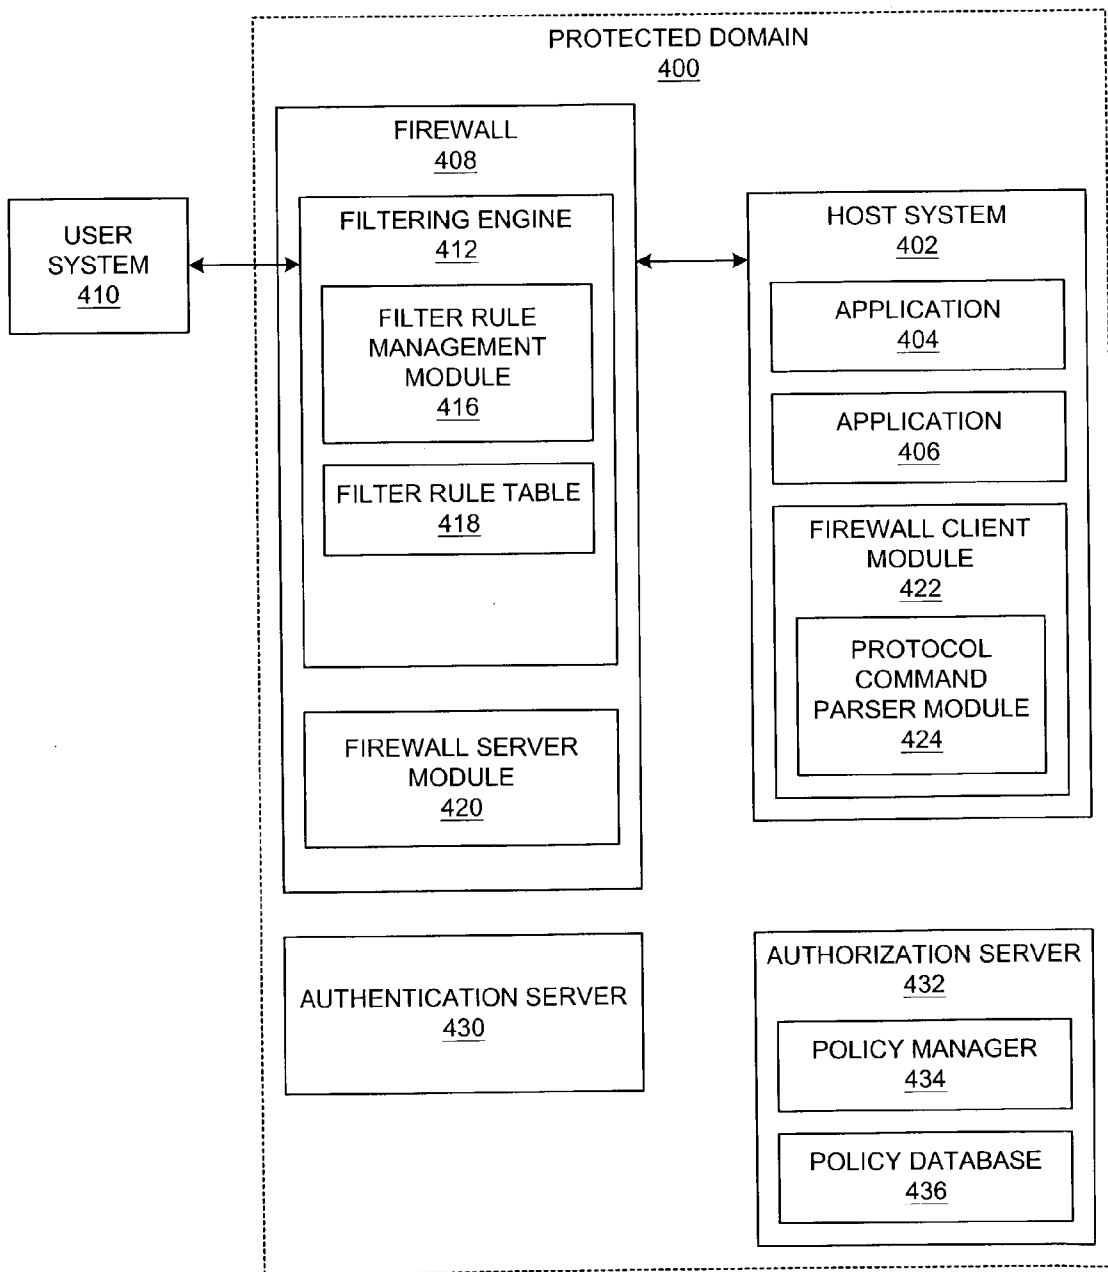 PROTECTED DOMAIN
400
FIREWALL
408
FILTERING ENGINE
412
FILTER RULE
MANAGEMENT
MODULE
416
FILTER RULE TABLE
418
FIREWALL SERVER
MODULE
420
USER
SYSTEM
410
HOST SYSTEM
402
APPLICATION
404
APPLICATION
406
FIREWALL CLIENT
MODULE
422
PROTOCOL
COMMAND
PARSER MODULE
424
AUTHENTICATION SERVER
430
AUTHORIZATION SERVER
432
POLICY MANAGER
434
POLICY DATABASE
436